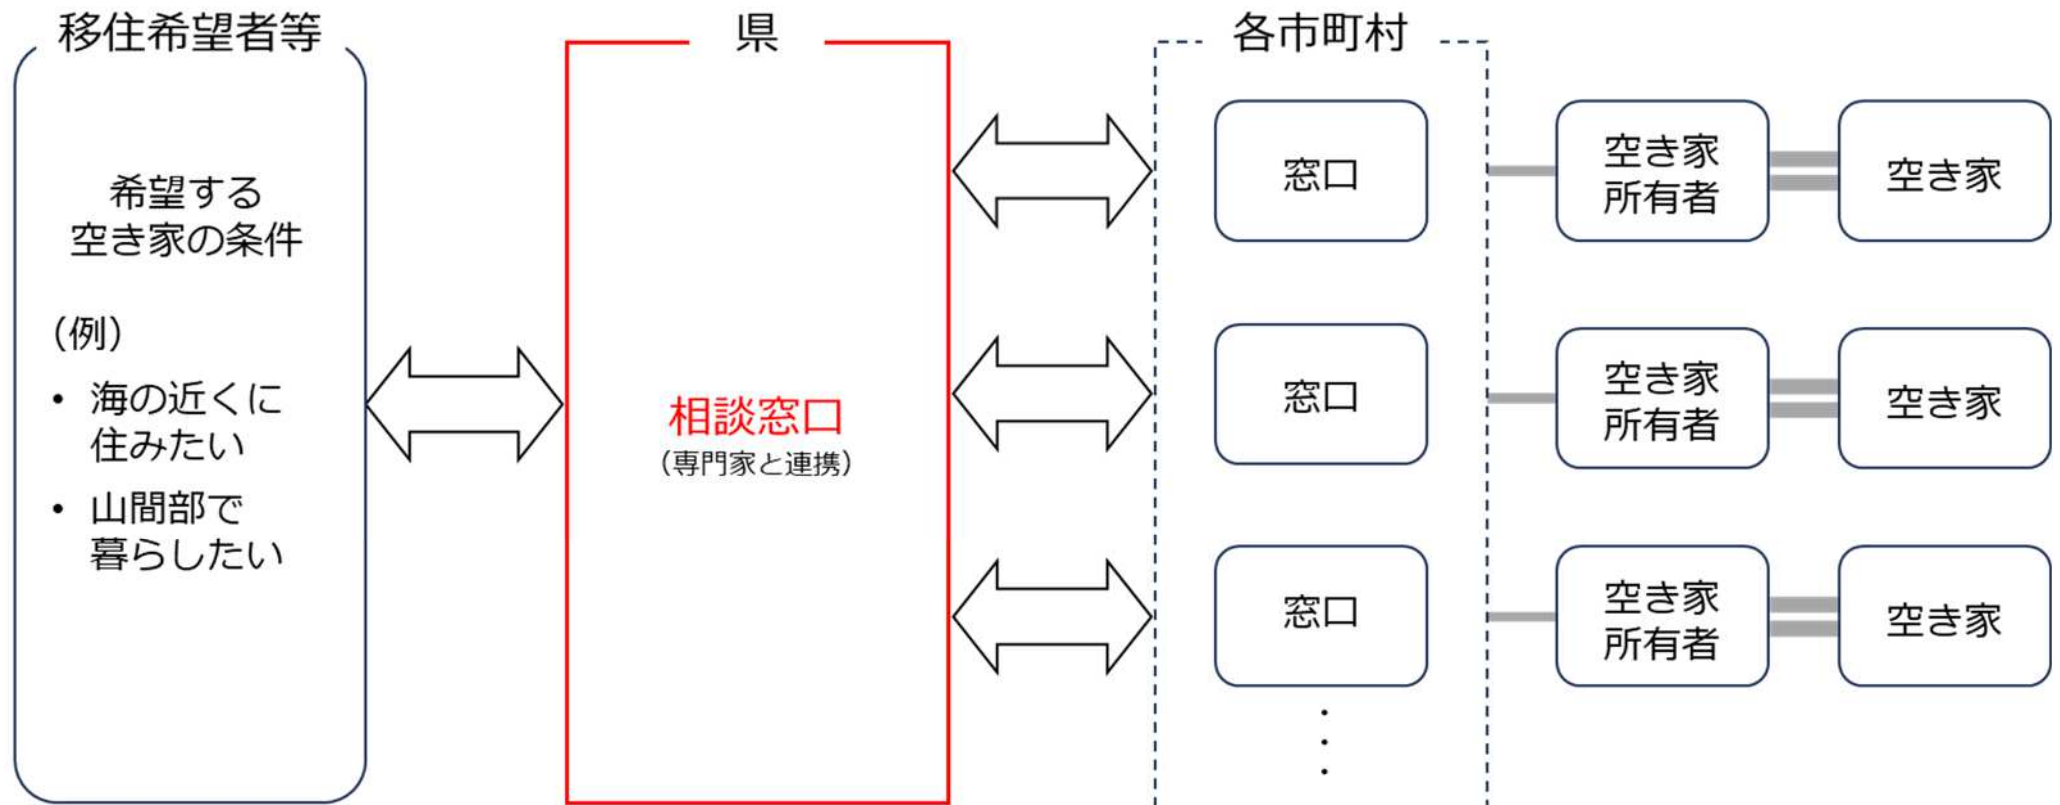 移住希望者等
希望する
空き家の条件
（例）
• 海の近くに
住みたい
• 山間部で
暮らしたい
県
相談窓口
（専門家と連携）
各市町村
窓口
空き家
所有者
空き家
窓口
空き家
所有者
空き家
窓口
空き家
所有者
空き家
・
・
・